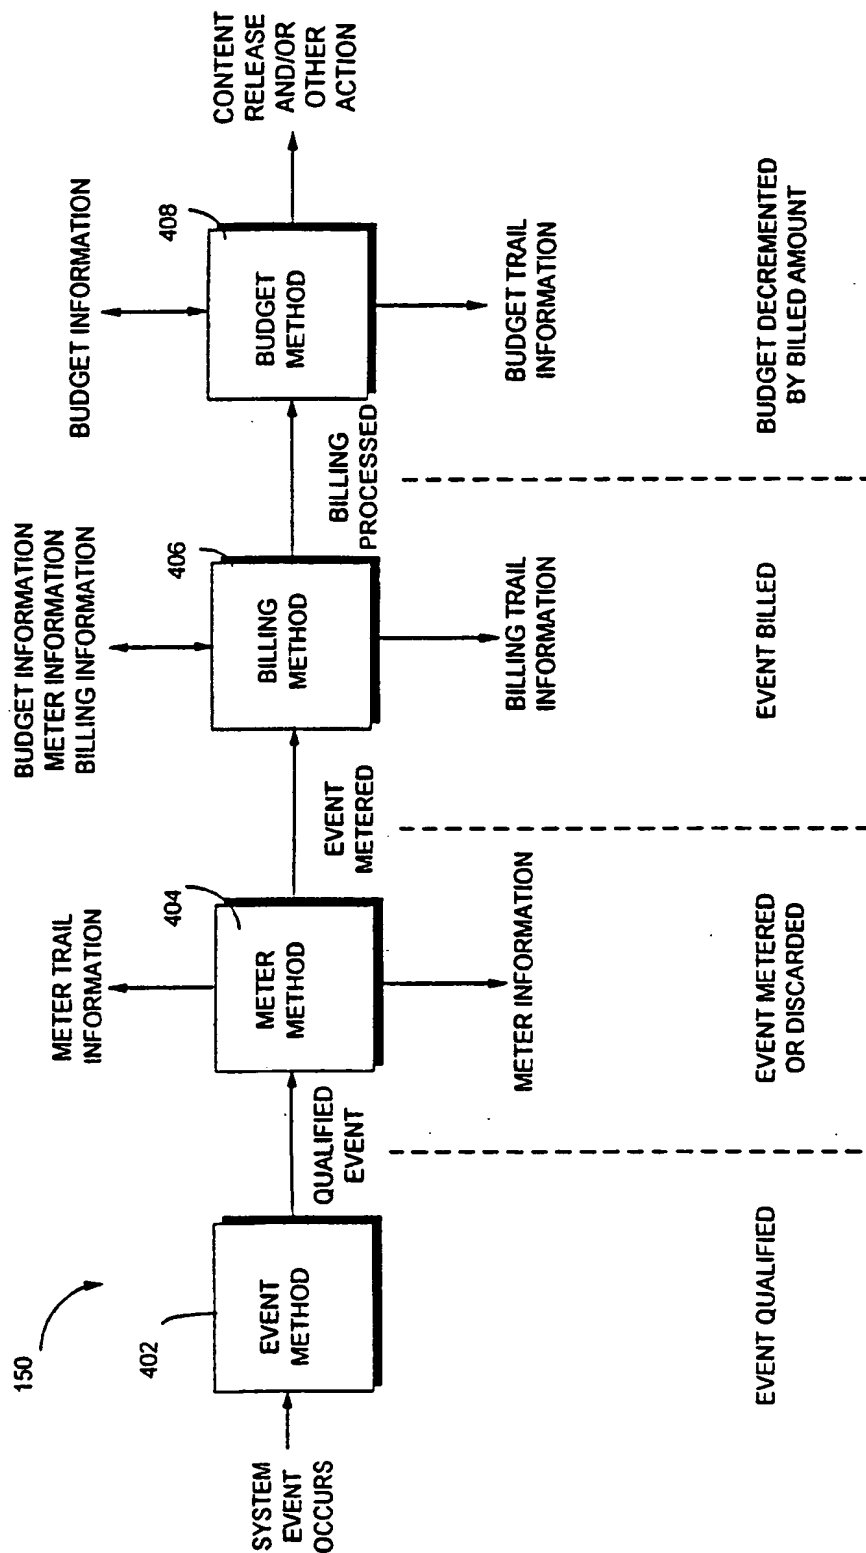 150
SYSTEM
EVENT
OCCURS
402
EVENT
METHOD
QUALIFIED
EVENT
METER TRAIL
INFORMATION
404
METER
METHOD
METER INFORMATION
EVENT
METERED
BUDGET INFORMATION
METER INFORMATION
BILLING INFORMATION
406
BILLING
METHOD
BILLING TRAIL
INFORMATION
BILLING
PROCESSED
BUDGET INFORMATION
408
BUDGET
METHOD
BUDGET TRAIL
INFORMATION
CONTENT
RELEASE
AND/OR
OTHER
ACTION
EVENT QUALIFIED
EVENT METERED
OR DISCARDED
EVENT BILLED
BUDGET DECREMENTED
BY BILLED AMOUNT